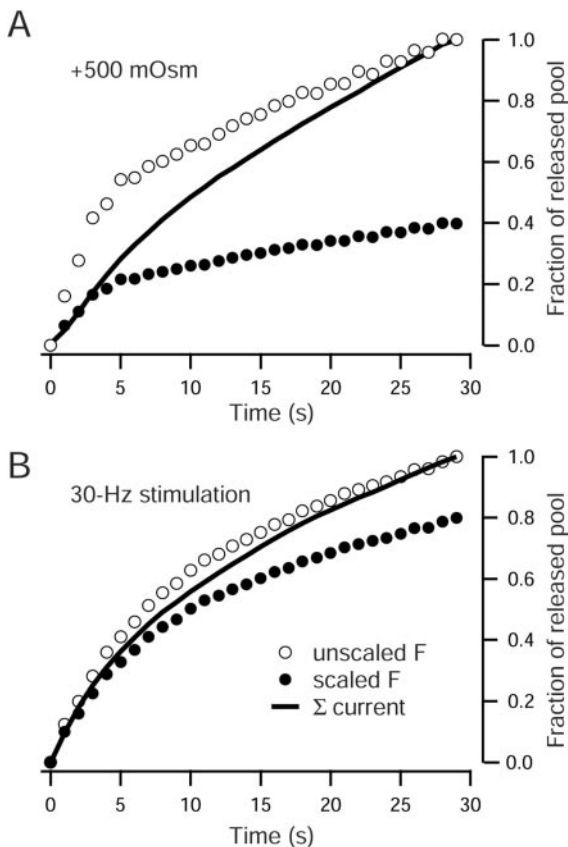 A
+500 mOsm
1.0
0.8
0.6
0.4
0.2
0.0
Fraction of released pool
0 5 10 15 20 25 30
Time (s)
B
30-Hz stimulation
1.0
0.8
0.6
0.4
0.2
0.0
Fraction of released pool
unscaled F
scaled F
Σ current
0 5 10 15 20 25 30
Time (s)